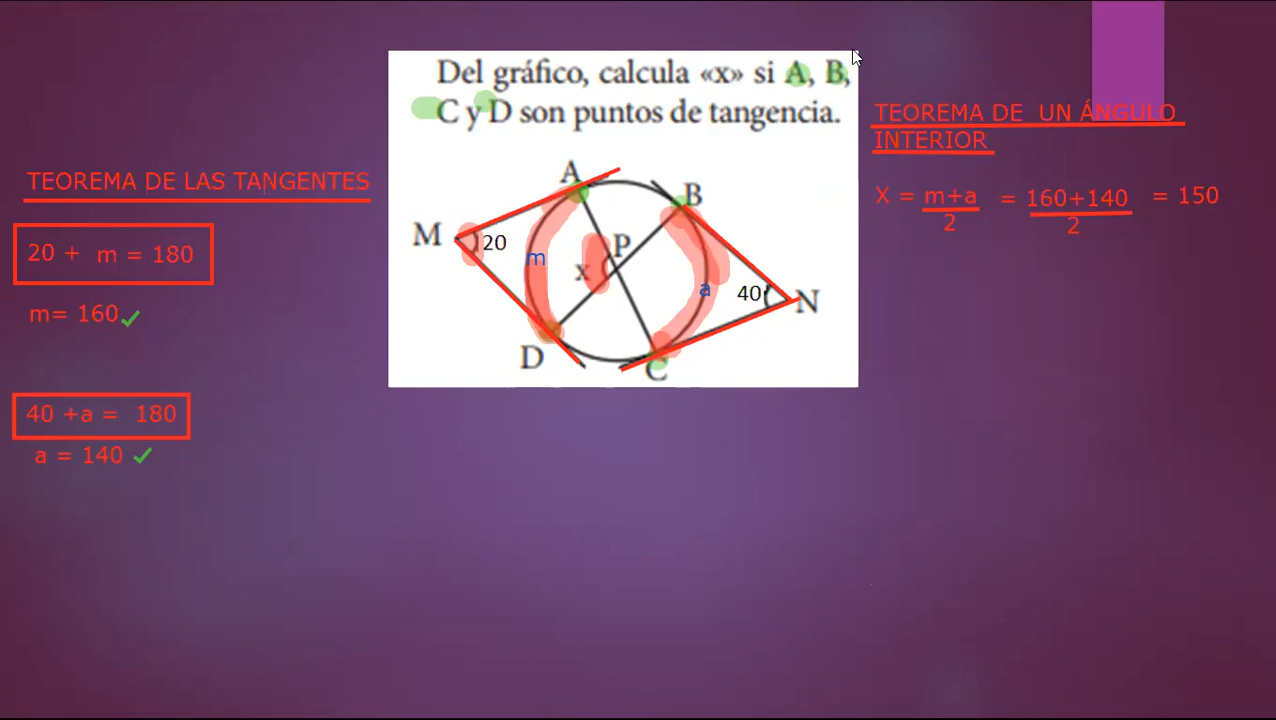 Del gráfico, calcula «x» si A, B,
C y D son puntos de tangencia.
A
B
M
20
P
m
x
a
40
N
D
C
TEOREMA DE LAS TANGENTES
20 + m = 180
m= 160
40 +a = 180
a = 140
TEOREMA DE UN ÁNGULO
INTERIOR
X = m+a = 160+140 = 150
2 2